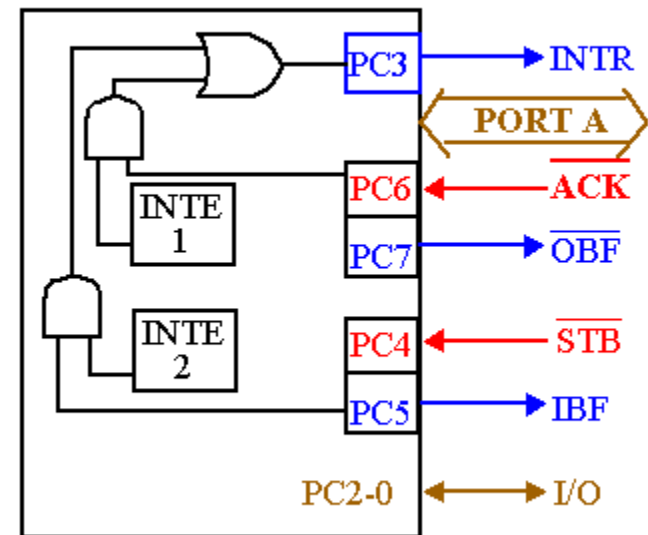 PC3 INTR
PORT A
PC6 ACK
INTE
1
PC7 OBF
INTE
2
PC4 STB
PC5 IBF
PC2-0 I/O